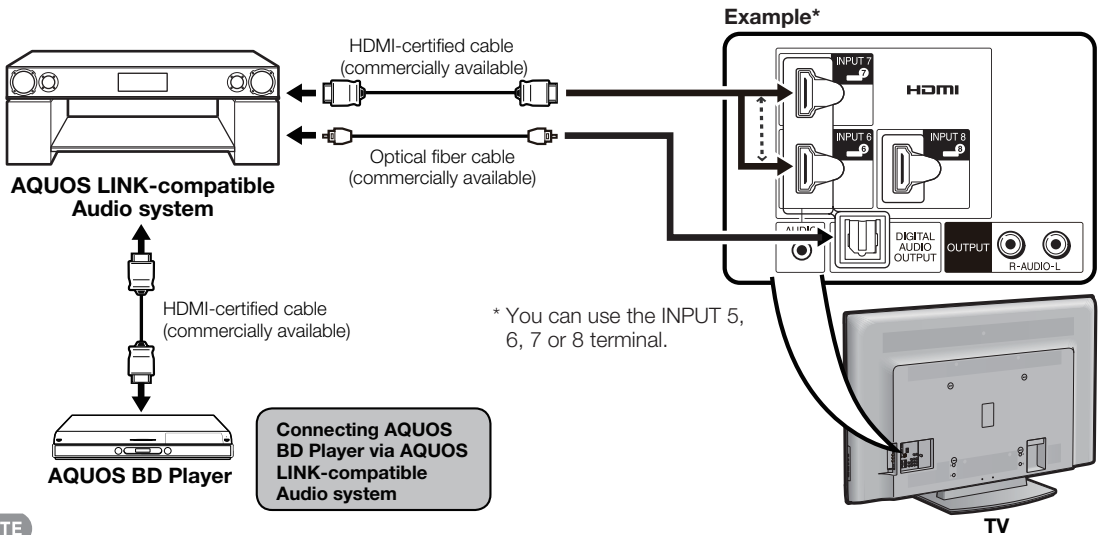 Example*
HDMI-certified cable
(commercially available)
INPUT 7
7
HDMI
Optical fiber cable
(commercially available)
INPUT 6
6
INPUT 8
8
AQUOS LINK-compatible
Audio system
AUDIO
DIGITAL
AUDIO
OUTPUT
OUTPUT
R-AUDIO-L
HDMI-certified cable
(commercially available)
* You can use the INPUT 5,
6, 7 or 8 terminal.
Connecting AQUOS
BD Player via AQUOS
LINK-compatible
Audio system
AQUOS BD Player
TV
TE